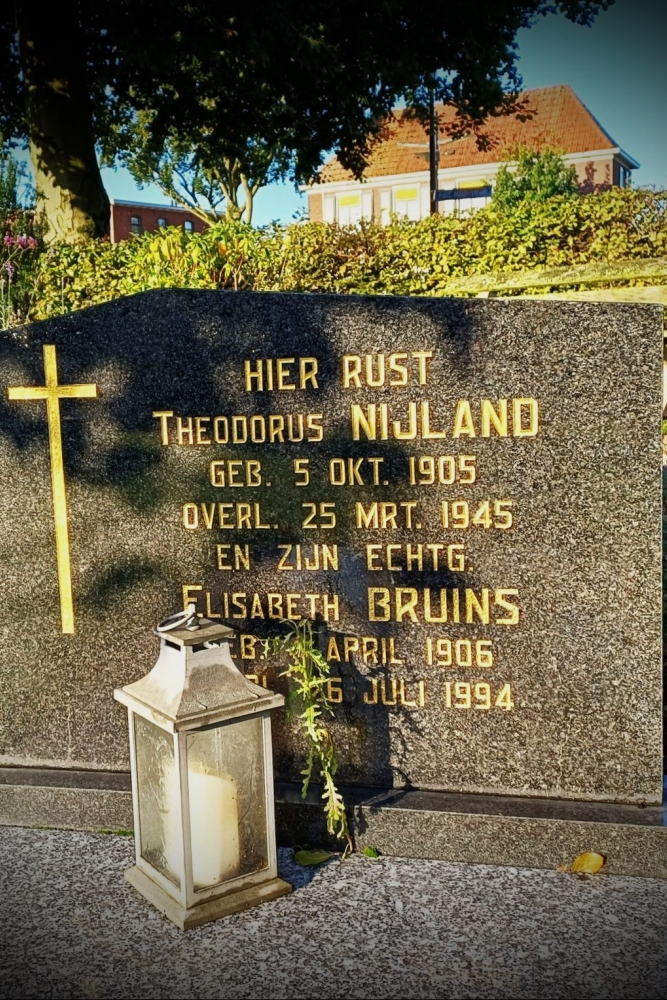 HIER RUST
THEODORUS NIJLAND
GEB. 5 OKT. 1905
OVERL. 25 MRT. 1945
EN ZIJN ECHTG.
ELISABETH BRUINS
APRIL 1906
JULI 1994